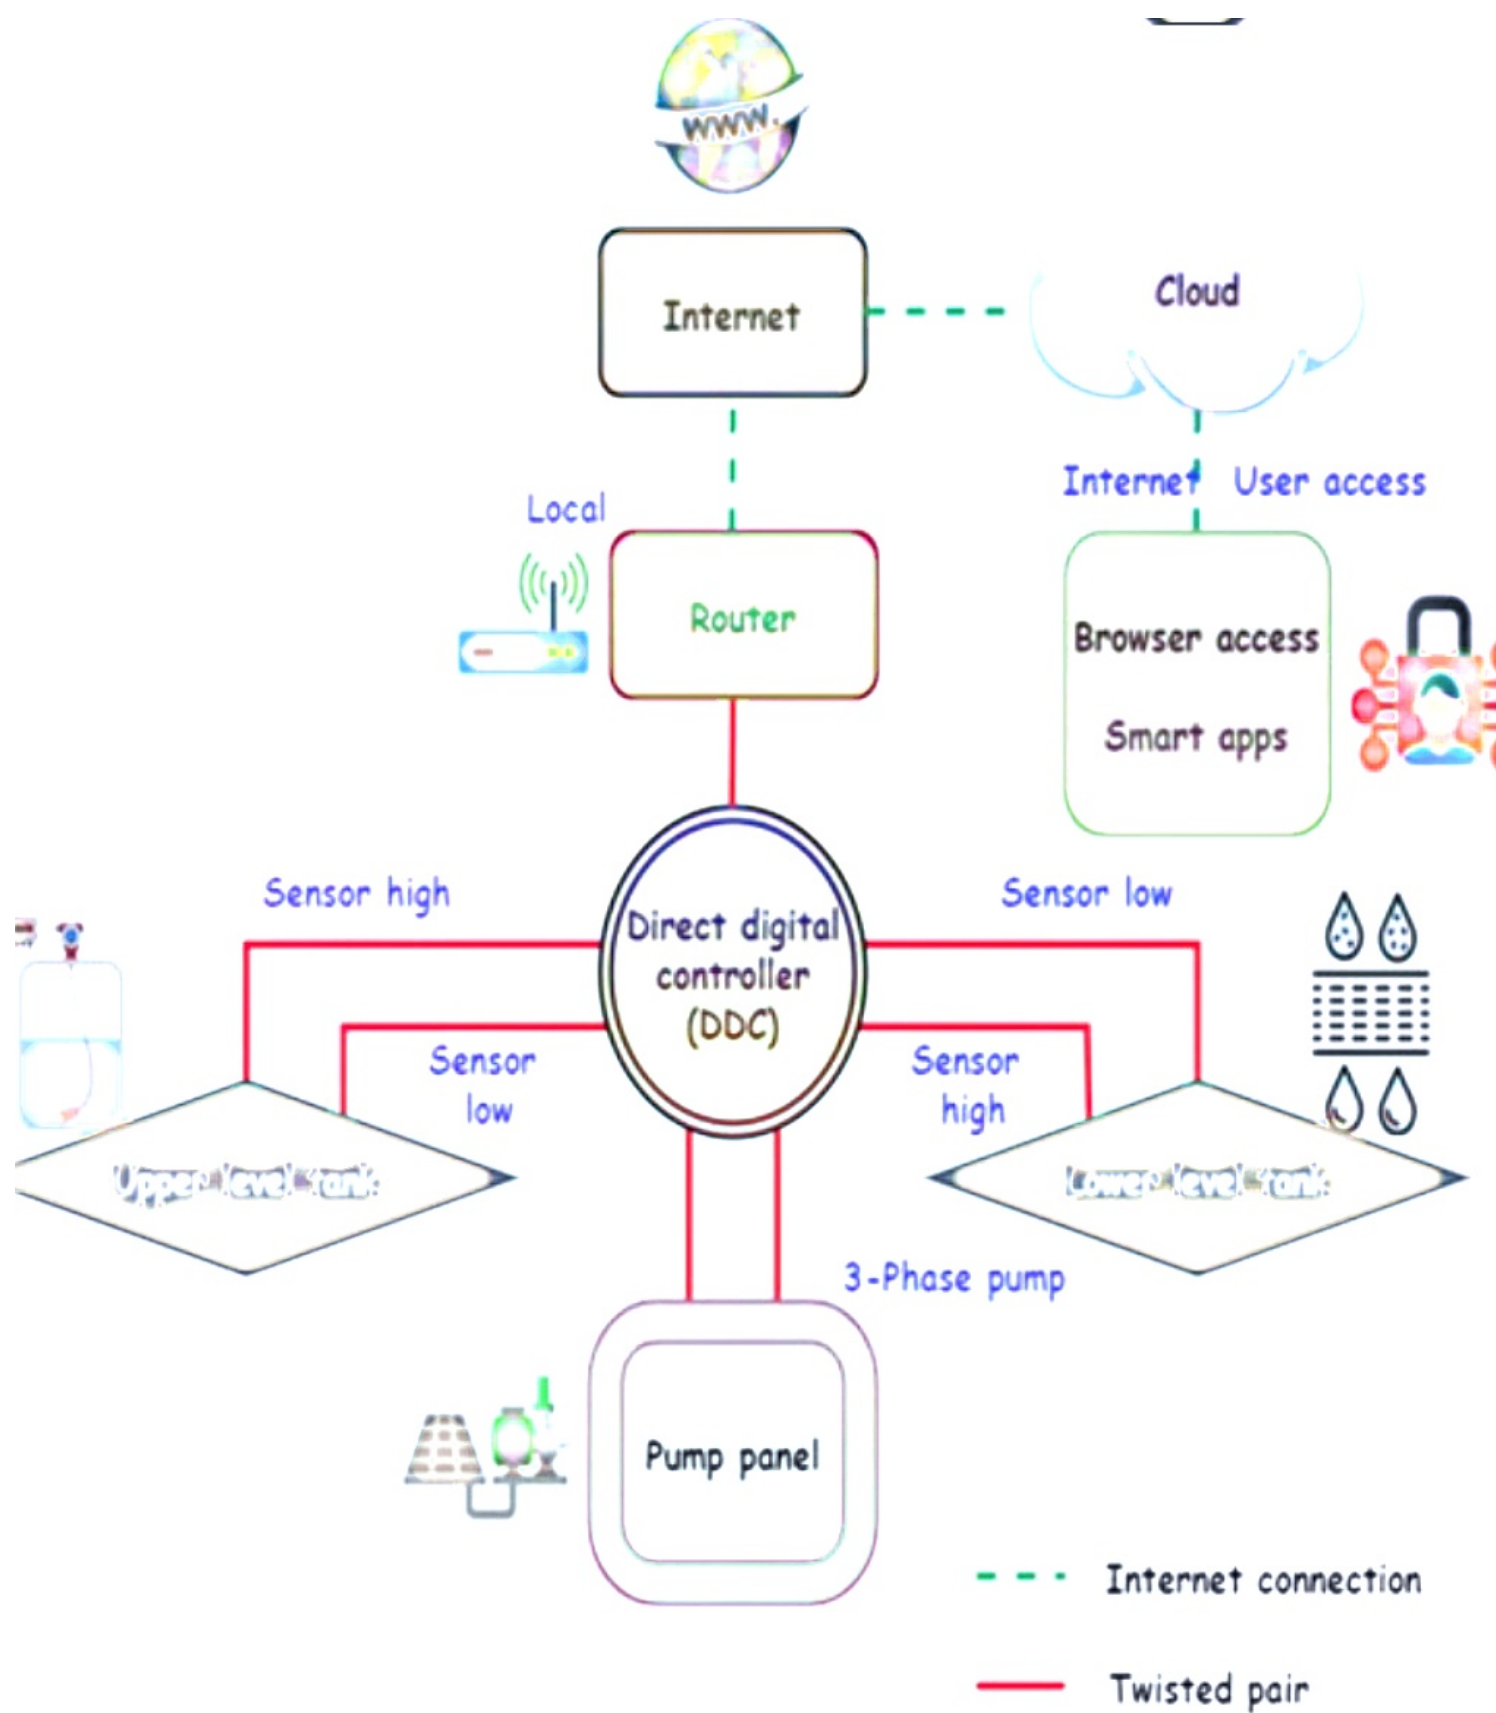 www.
Internet
Cloud
Local
Internet User access
Router
Browser access
Smart apps
Sensor high
Sensor low
Direct digital
controller
(DDC)
Sensor
low
Sensor
high
Upper level tank
Lower level tank
3-Phase pump
Pump panel
Internet connection
Twisted pair